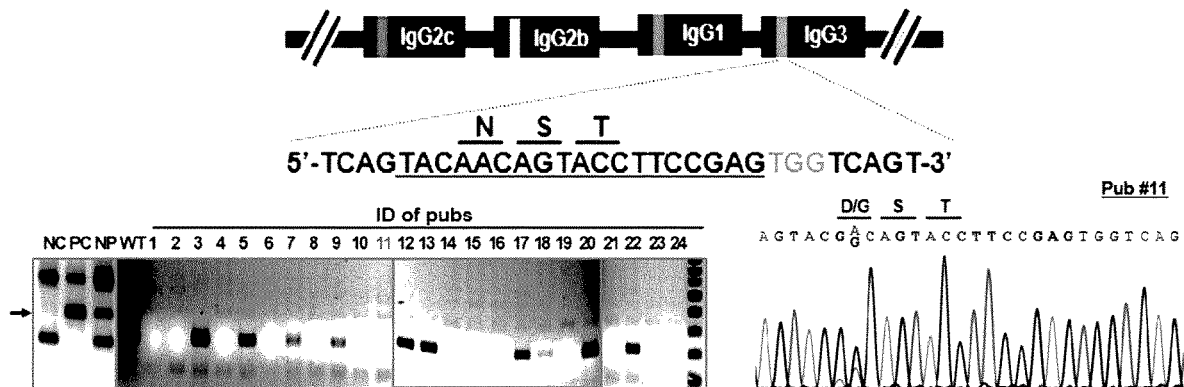 IgG2c IgG2b IgG1 IgG3
N S T
5'-TCAGTACAACAGTACCTTCCGAGTGGTCAGT-3'
ID of pubs
NC PC NP WT 1 2 3 4 5 6 7 8 9 10 11 12 13 14 15 16 17 18 19 20 21 22 23 24
Pub #11
D/G S T
A
A G T A C G G C A G T A C C T T C C G A G T G G T C A G